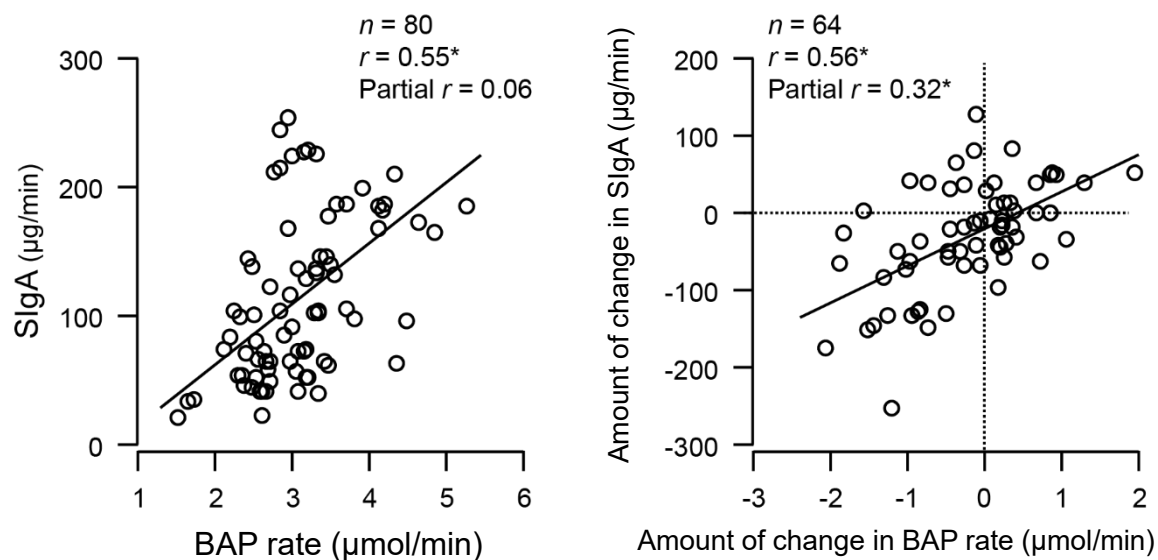 n = 80
r = 0.55*
Partial r = 0.06
300
200
100
0
SIgA (μg/min)
1 2 3 4 5 6
BAP rate (μmol/min)
n = 64
r = 0.56*
Partial r = 0.32*
200
100
0
-100
-200
-300
Amount of change in SIgA (μg/min)
-3 -2 -1 0 1 2
Amount of change in BAP rate (μmol/min)